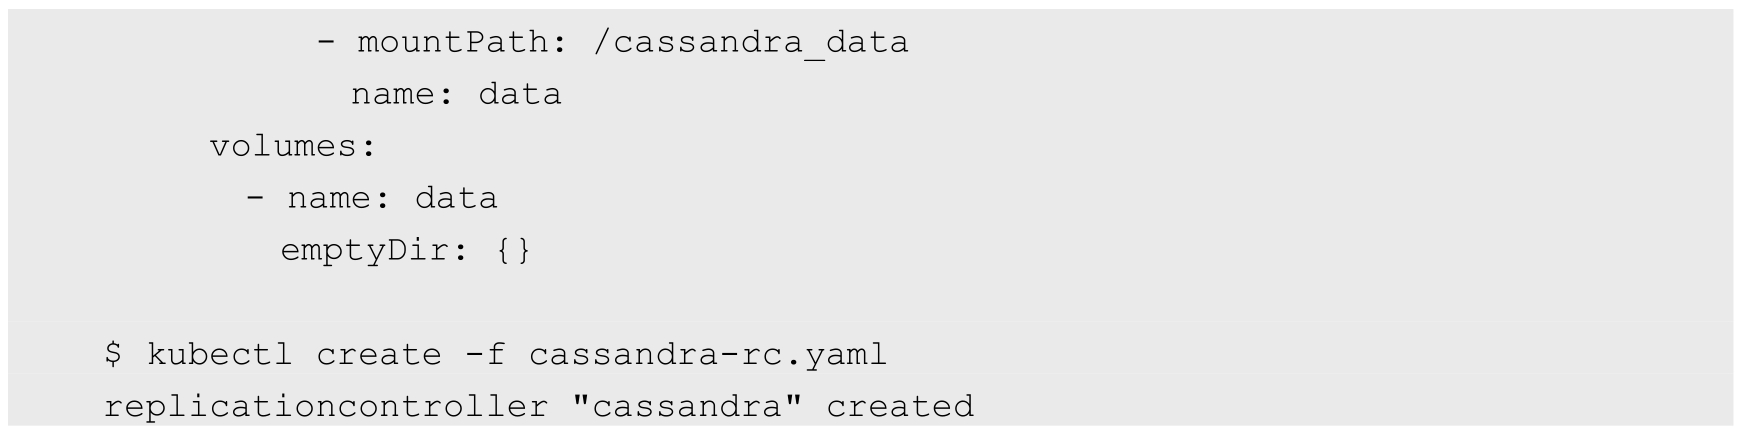 - mountPath: /cassandra_data
name: data
volumes:
- name: data
emptyDir: {}
$ kubectl create -f cassandra-rc.yaml
replicationcontroller "cassandra" created